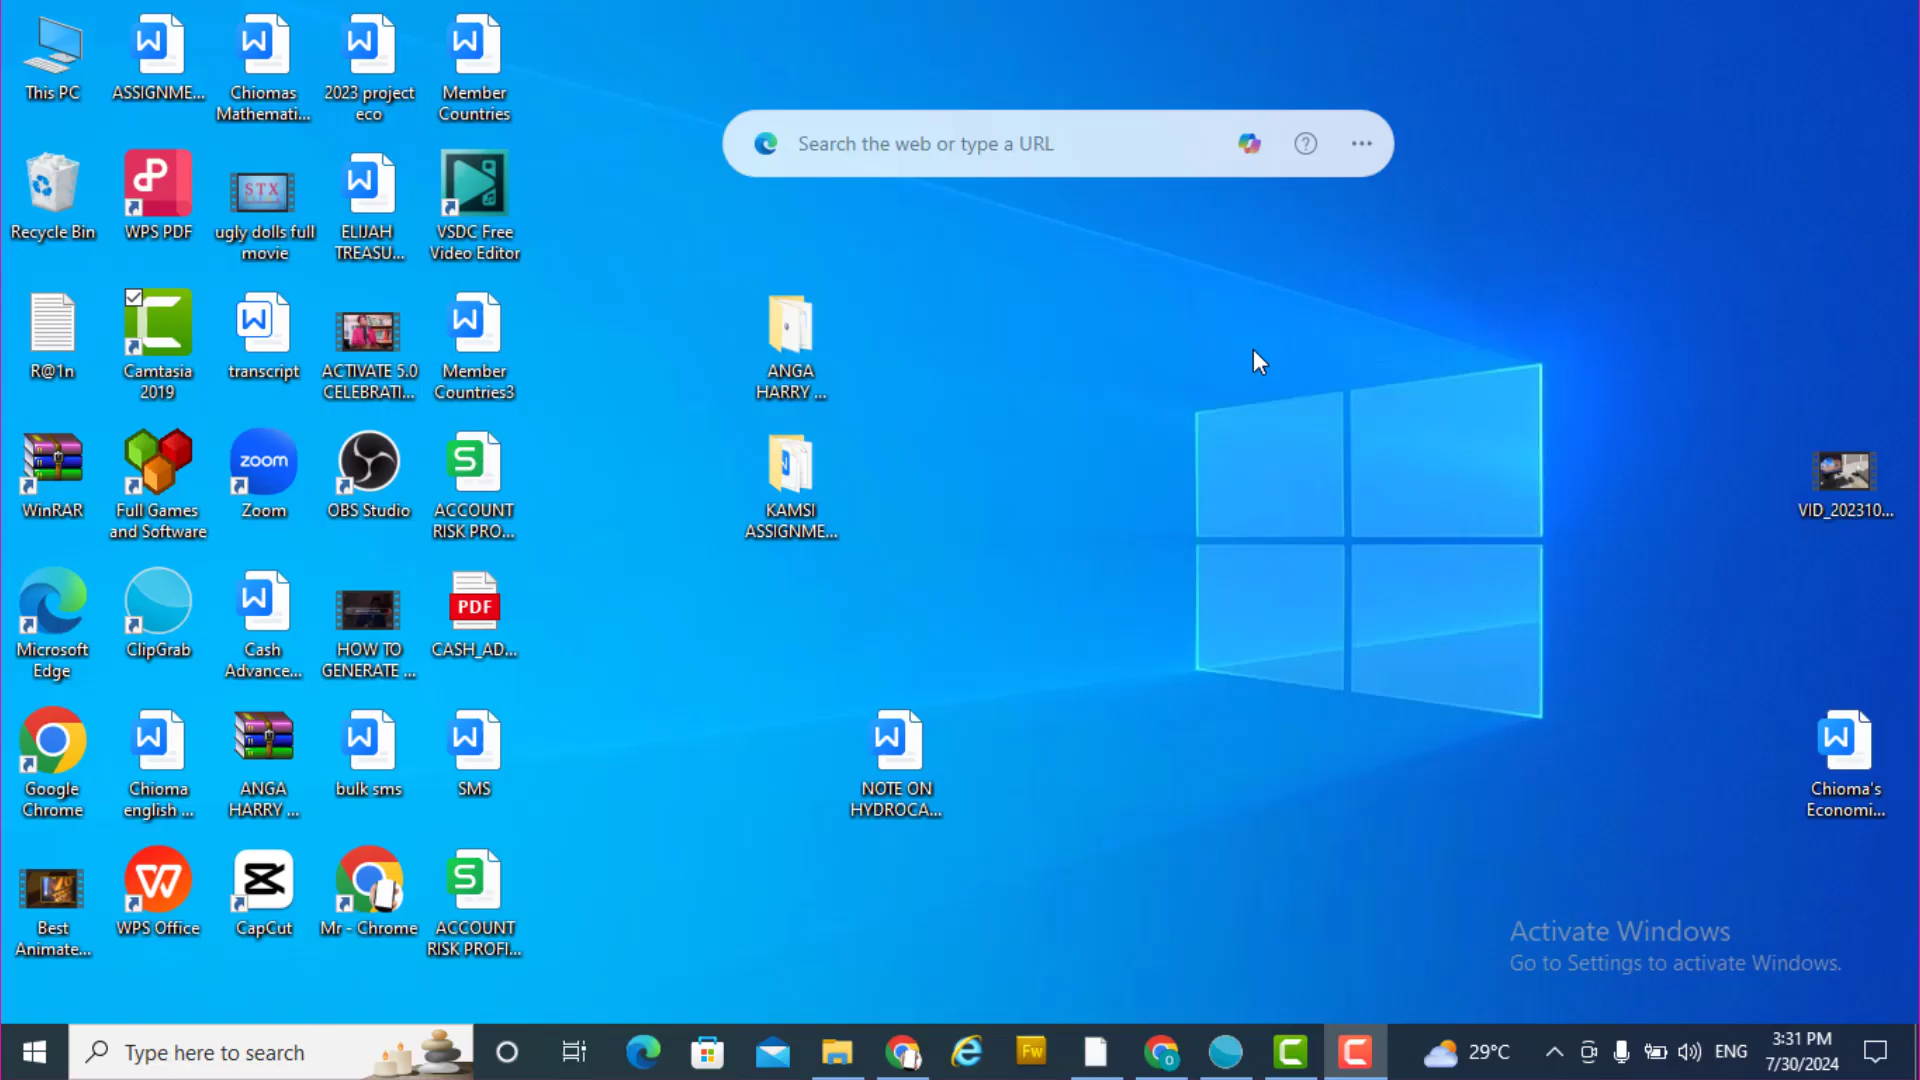 This PC
ASSIGNME...
Chiomas
Mathemati...
2023 project
eco
Member
Countries
Search the web or type a URL
Recycle Bin
WPS PDF
STX
ugly dolls full
movie
ELIJAH
TREASU...
VSDC Free
Video Editor
R@1n
Camtasia
2019
transcript
ACTIVATE 5.0
CELEBRATI...
Member
Countries3
ANGA
HARRY ...
WinRAR
Full Games
and Software
zoom
Zoom
OBS Studio
ACCOUNT
RISK PRO...
KAMSI
ASSIGNME...
VID_202310...
Microsoft
Edge
ClipGrab
Cash
Advance...
HOW TO
GENERATE ...
PDF
CASH_AD...
Google
Chrome
Chioma
english ...
ANGA
HARRY ...
bulk sms
SMS
NOTE ON
HYDROCA...
Chioma's
Economi...
Best
Animate...
WPS Office
CapCut
Mr - Chrome
ACCOUNT
RISK PROFI...
Activate Windows
Go to Settings to activate Windows.
Type here to search
Fw
29°C
ENG
3:31 PM
7/30/2024